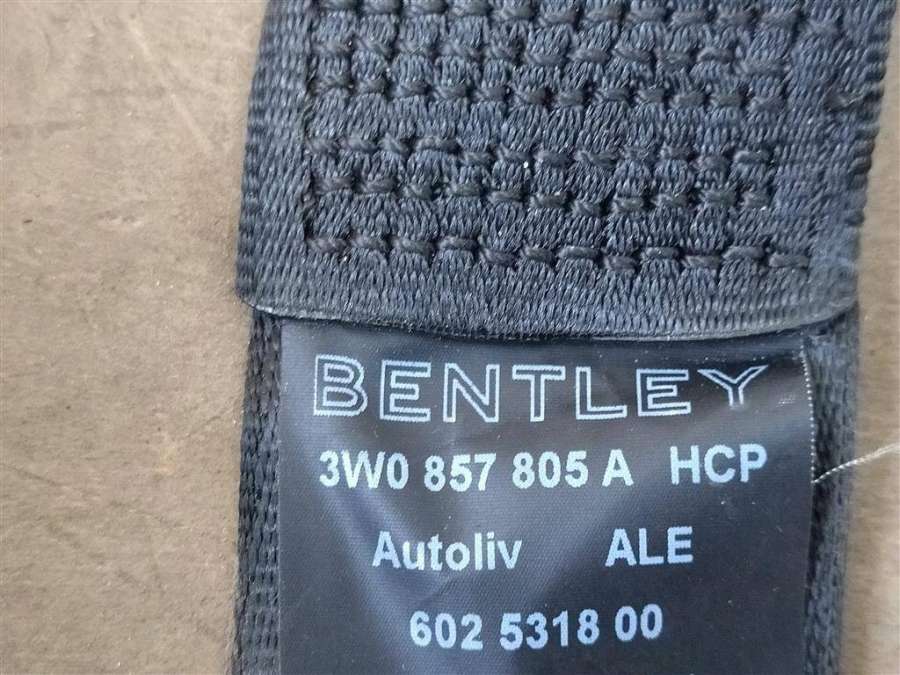 BENTLEY
3W0 857 805 A HCP
Autoliv ALE
602 5318 00